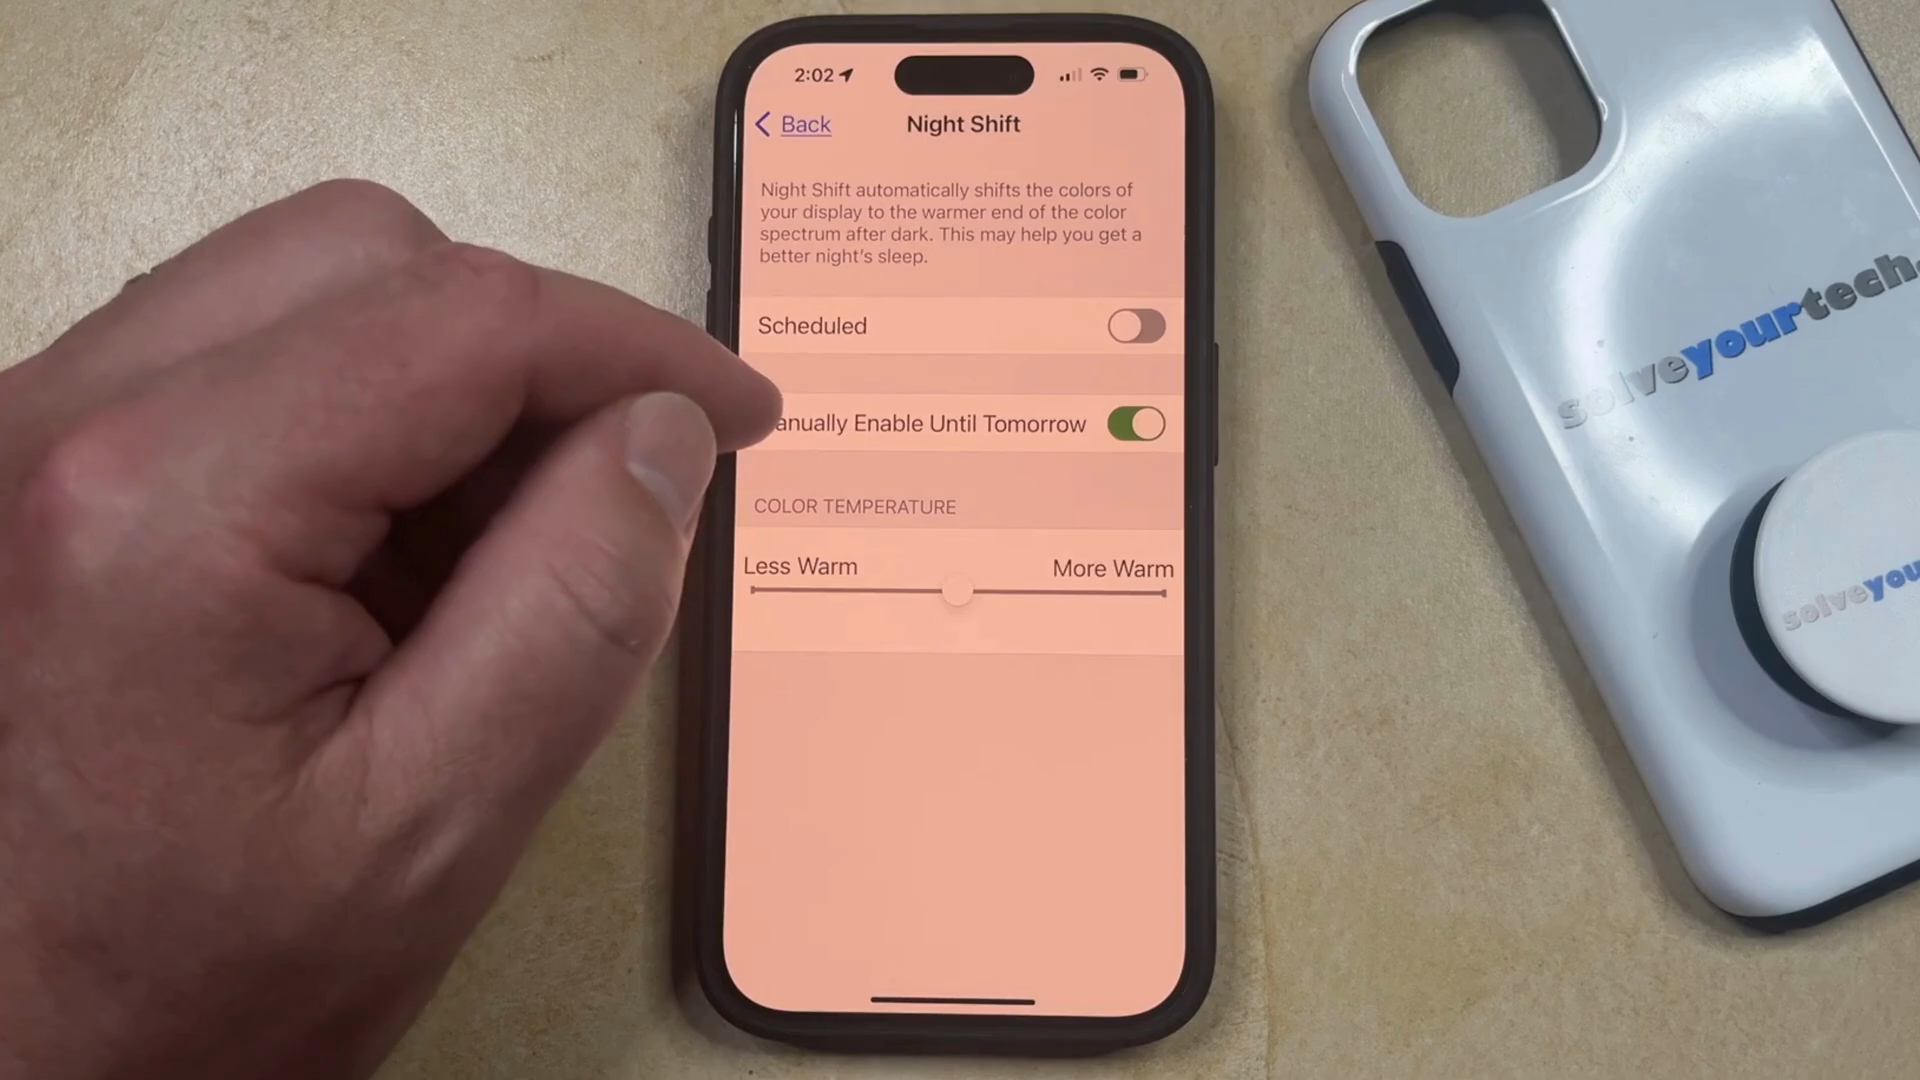 2:02
Back
Night Shift
Night Shift automatically shifts the colors of
your display to the warmer end of the color
spectrum after dark. This may help you get a
better night's sleep.
Scheduled
anually Enable Until Tomorrow
COLOR TEMPERATURE
Less Warm
More Warm
solveyourtech.
solveyou